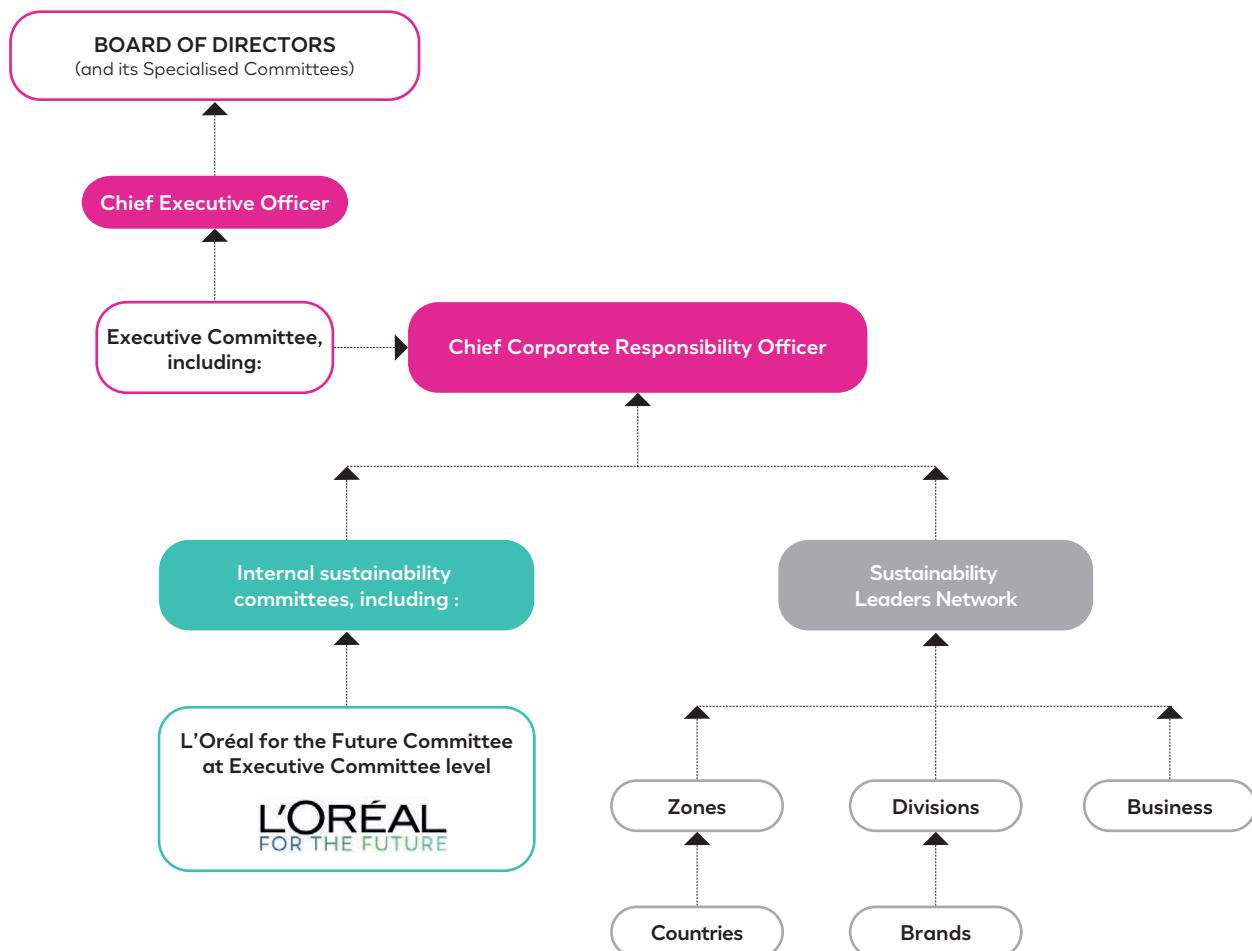 BOARD OF DIRECTORS
(and its Specialised Committees)
Chief Executive Officer
Executive Committee,
including:
Chief Corporate Responsibility Officer
Internal sustainability
committees, including :
Sustainability
Leaders Network
L’Oréal for the Future Committee
at Executive Committee level
L'ORÉAL
FOR THE FUTURE
Zones
Divisions
Business
Countries
Brands